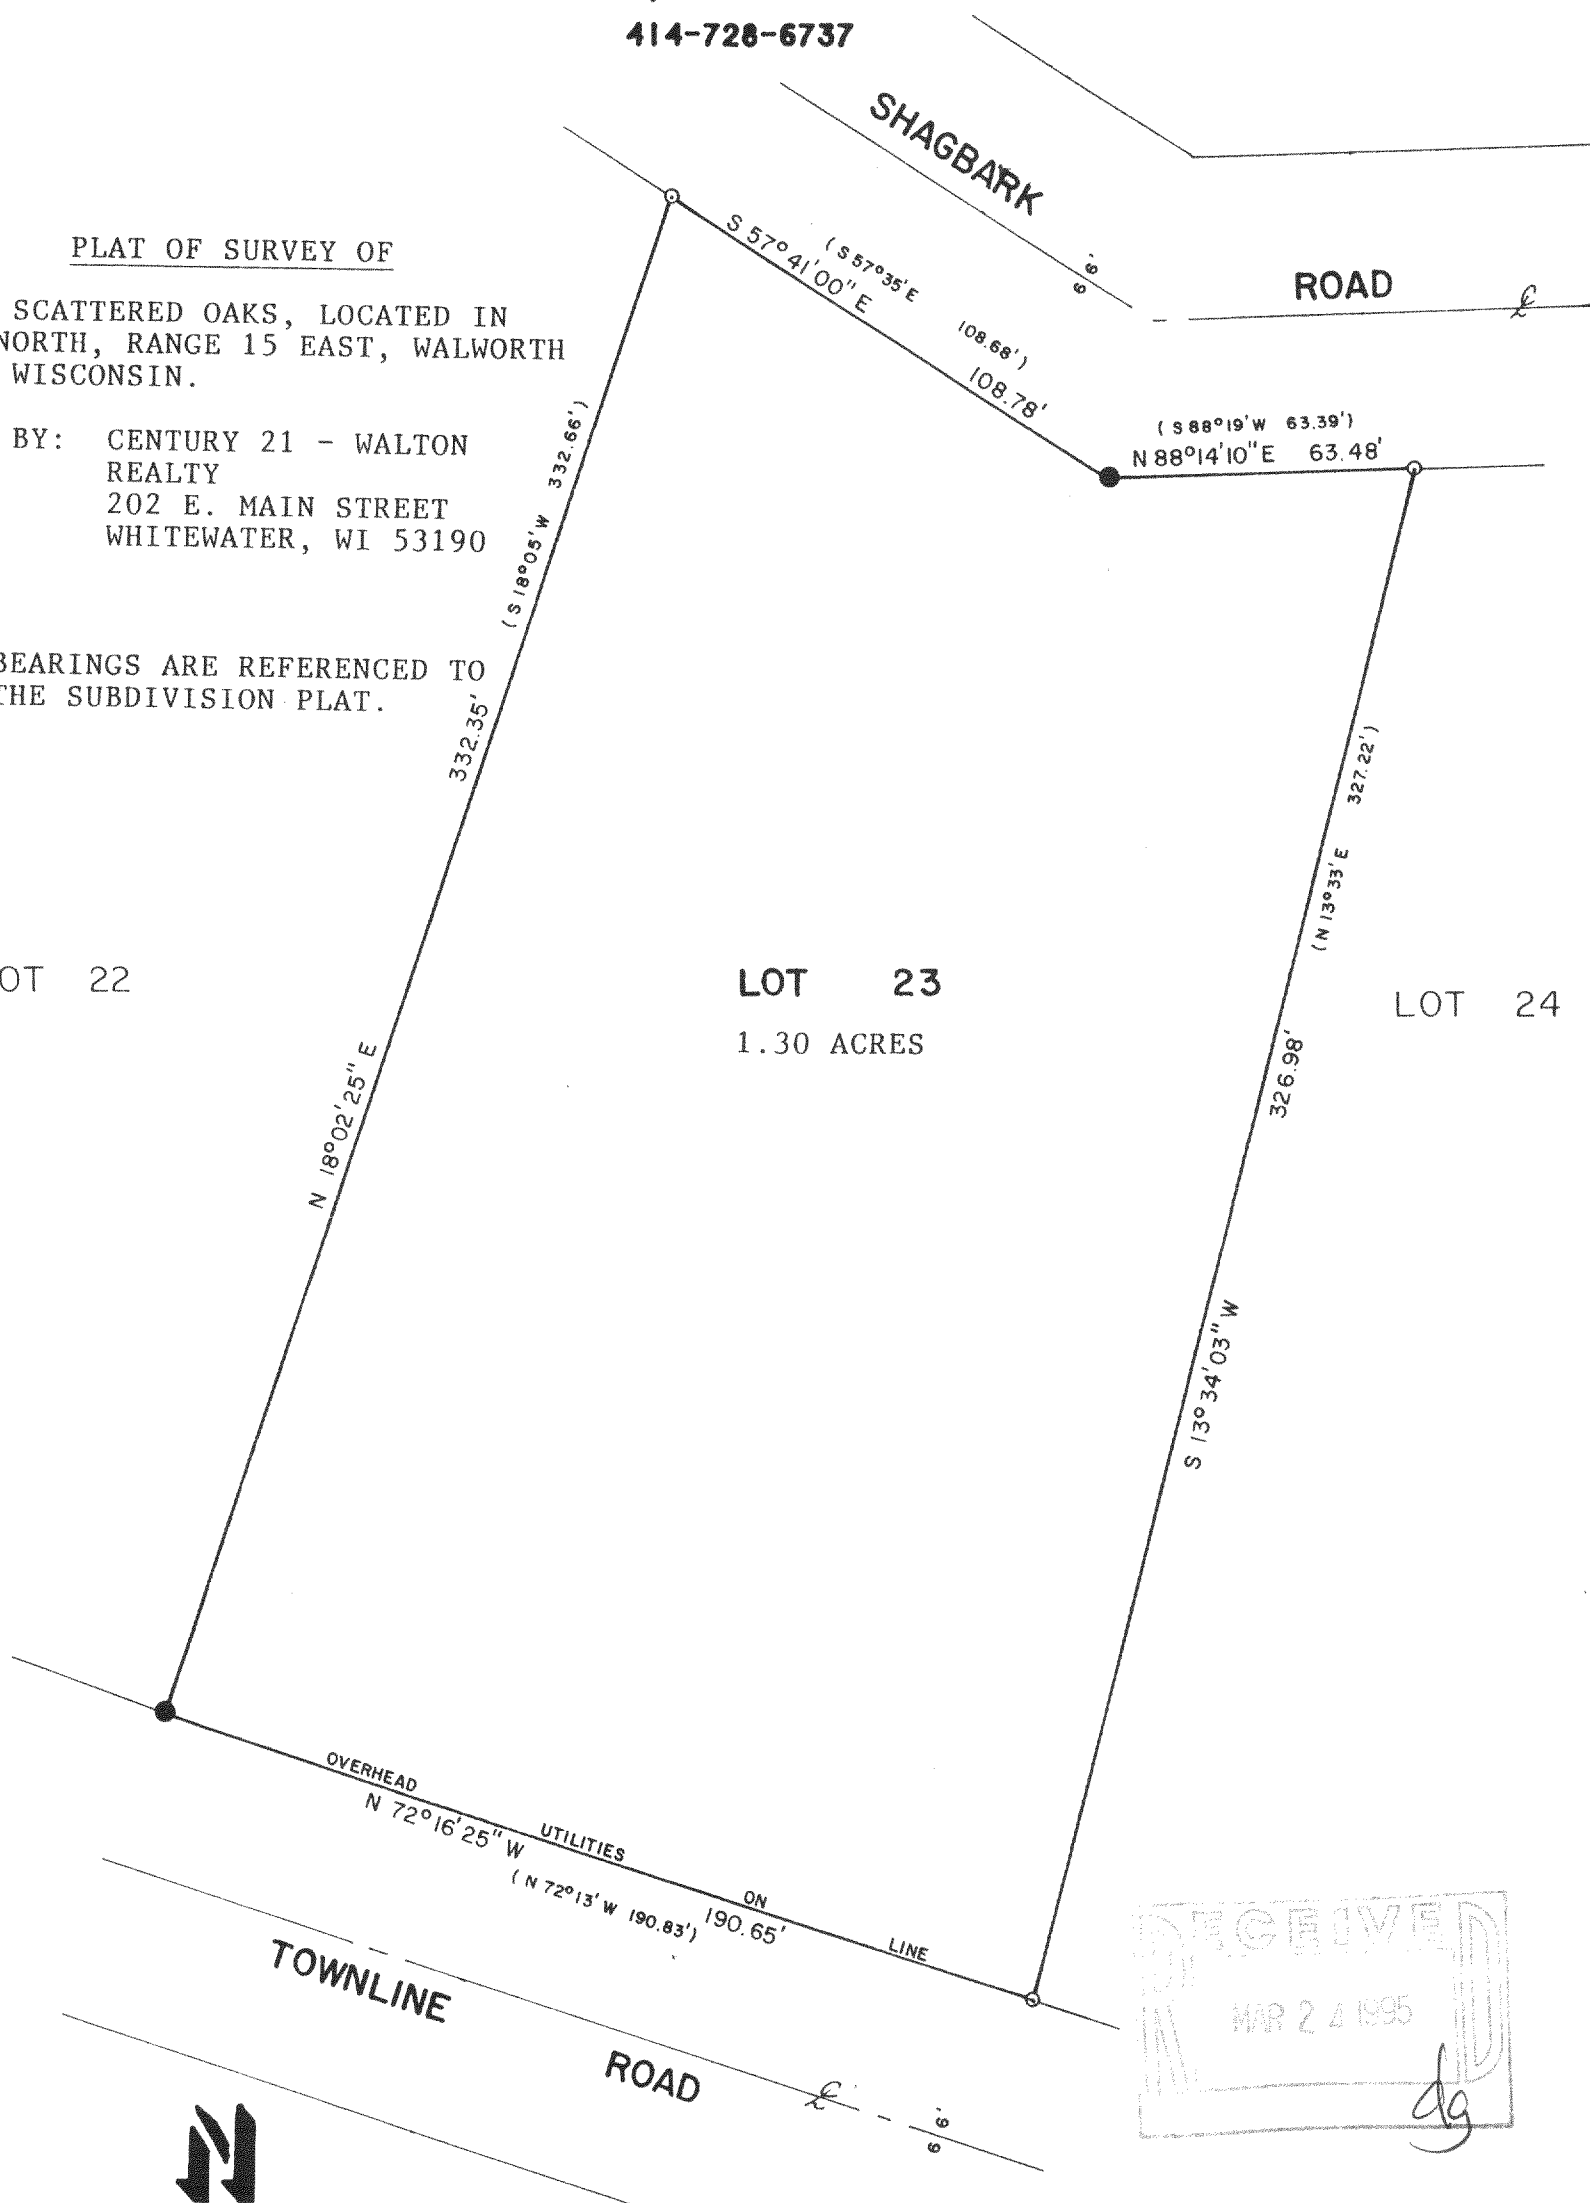 414-728-6737
SHAGBARK
ROAD
66'
℄
PLAT OF SURVEY OF
SCATTERED OAKS, LOCATED IN
NORTH, RANGE 15 EAST, WALWORTH
WISCONSIN.
BY: CENTURY 21 - WALTON
REALTY
202 E. MAIN STREET
WHITEWATER, WI 53190
BEARINGS ARE REFERENCED TO
THE SUBDIVISION PLAT.
(S 57°35'E 108.68')
S 57°41'00" E 108.78'
(S 88°19'W 63.39')
N 88°14'10" E 63.48'
(S 18°05'W 332.66')
332.35'
N 18°02'25" E
(N 13°33'E 327.22')
326.98'
S 13°34'03" W
OT 22
LOT 23
1.30 ACRES
LOT 24
OVERHEAD UTILITIES ON LINE
N 72°16'25" W 190.65'
(N 72°13'W 190.83')
TOWNLINE ROAD
℄
66'
RECEIVED
MAR 24 1995
dg
N